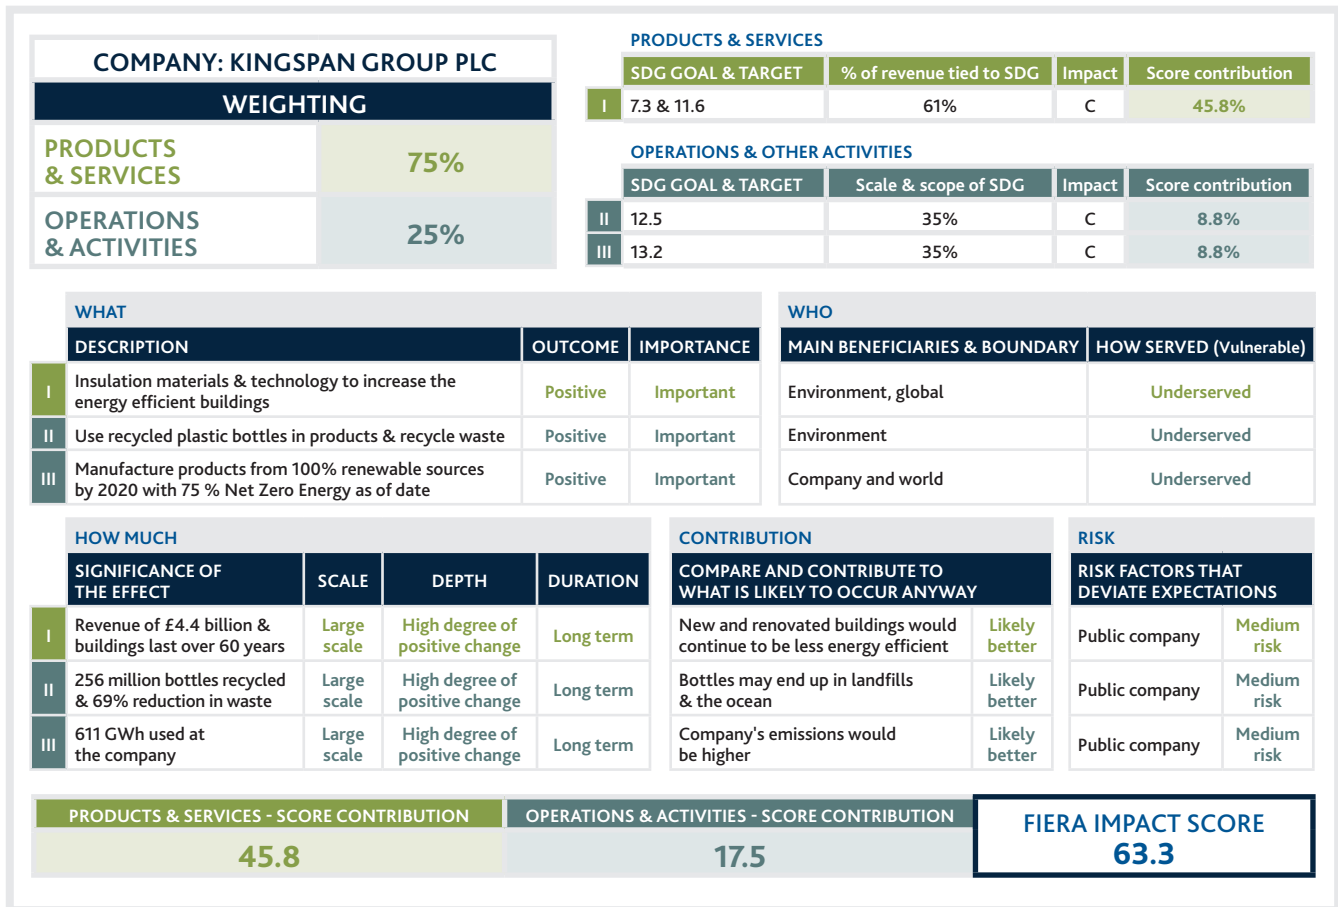 COMPANY: KINGSPAN GROUP PLC
WEIGHTING
PRODUCTS
& SERVICES
75%
OPERATIONS
& ACTIVITIES
25%
PRODUCTS & SERVICES
SDG GOAL & TARGET % of revenue tied to SDG Impact Score contribution
I 7.3 & 11.6 61% C 45.8%
OPERATIONS & OTHER ACTIVITIES
SDG GOAL & TARGET Scale & scope of SDG Impact Score contribution
II 12.5 35% C 8.8%
III 13.2 35% C 8.8%
WHAT
DESCRIPTION OUTCOME IMPORTANCE
I Insulation materials & technology to increase the
energy efficient buildings
Positive Important
II Use recycled plastic bottles in products & recycle waste Positive Important
III Manufacture products from 100% renewable sources
by 2020 with 75 % Net Zero Energy as of date
Positive Important
WHO
MAIN BENEFICIARIES & BOUNDARY HOW SERVED (Vulnerable)
Environment, global Underserved
Environment Underserved
Company and world Underserved
HOW MUCH
SIGNIFICANCE OF
THE EFFECT
SCALE DEPTH DURATION
I Revenue of £4.4 billion &
buildings last over 60 years
Large
scale
High degree of
positive change
Long term
II 256 million bottles recycled
& 69% reduction in waste
Large
scale
High degree of
positive change
Long term
III 611 GWh used at
the company
Large
scale
High degree of
positive change
Long term
CONTRIBUTION
COMPARE AND CONTRIBUTE TO
WHAT IS LIKELY TO OCCUR ANYWAY
New and renovated buildings would
continue to be less energy efficient
Likely
better
Bottles may end up in landfills
& the ocean
Likely
better
Company's emissions would
be higher
Likely
better
RISK
RISK FACTORS THAT
DEVIATE EXPECTATIONS
Public company
Medium
risk
Public company
Medium
risk
Public company
Medium
risk
PRODUCTS & SERVICES - SCORE CONTRIBUTION
45.8
OPERATIONS & ACTIVITIES - SCORE CONTRIBUTION
17.5
FIERA IMPACT SCORE
63.3